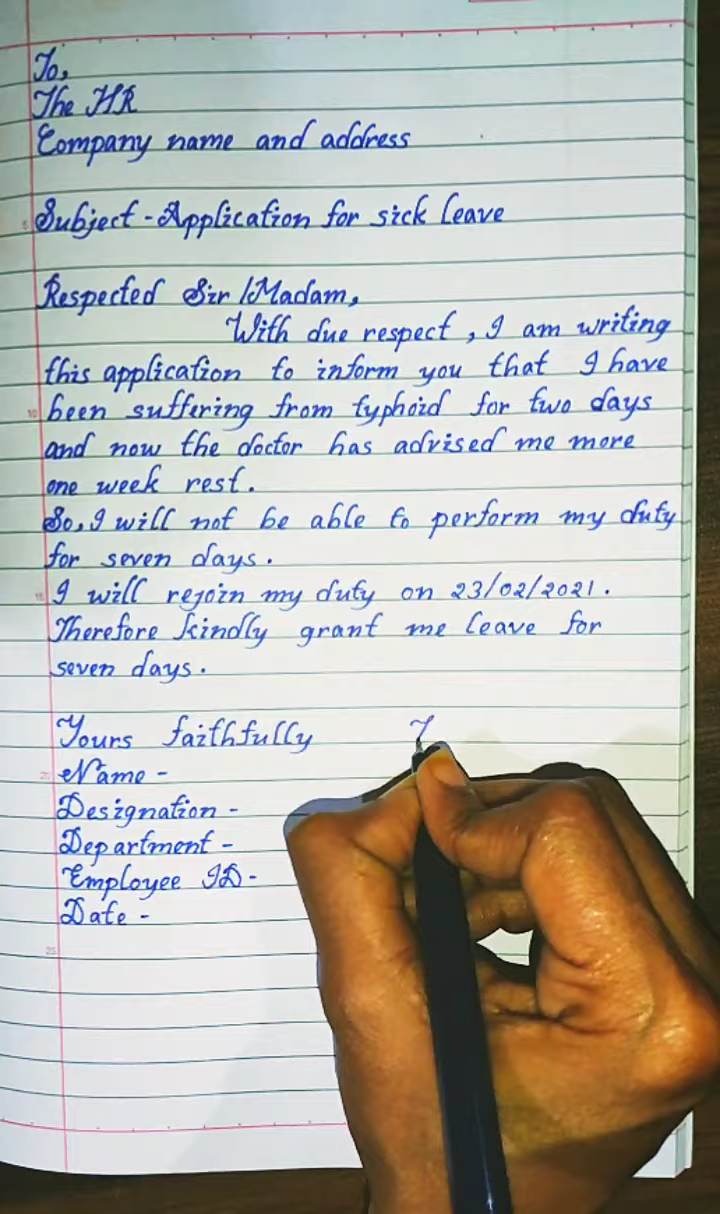 To,
The HR
Company name and address
Subject - Application for sick leave
Respected Sir/Madam,
With due respect, I am writing
this application to inform you that I have
been suffering from typhoid for two days
and now the doctor has advised me more
one week rest.
So, I will not be able to perform my duty
for seven days.
I will rejoin my duty on 23/02/2021.
Therefore kindly grant me leave for
seven days.
Yours faithfully
Name -
Designation -
Department -
Employee ID -
Date -